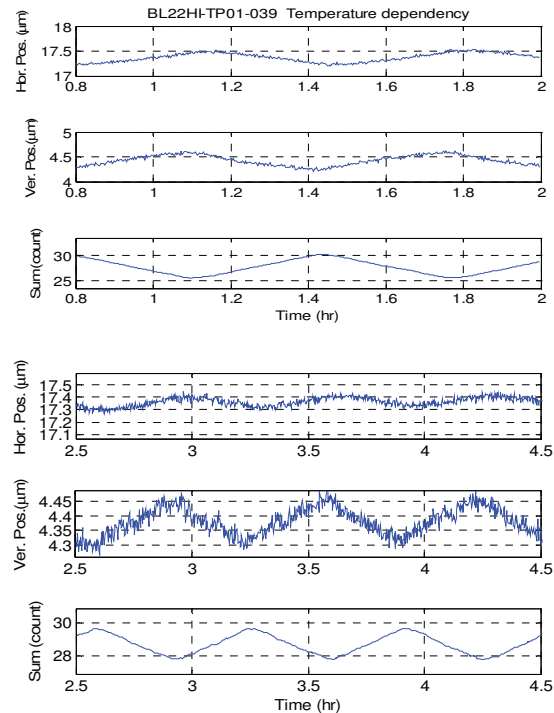 BL22HI-TP01-039 Temperature dependency
Hor. Pos. (μm)
18
17.5
17
0.8 1 1.2 1.4 1.6 1.8 2
Ver. Pos.(μm)
5
4.5
4
0.8 1 1.2 1.4 1.6 1.8 2
Sum(count)
30
25
0.8 1 1.2 1.4 1.6 1.8 2
Time (hr)
Hor. Pos. (μm)
17.5
17.4
17.3
17.2
17.1
2.5 3 3.5 4 4.5
Ver. Pos.(μm)
4.45
4.40
4.35
4.3
2.5 3 3.5 4 4.5
Sum (count)
30
28
2.5 3 3.5 4 4.5
Time (hr)